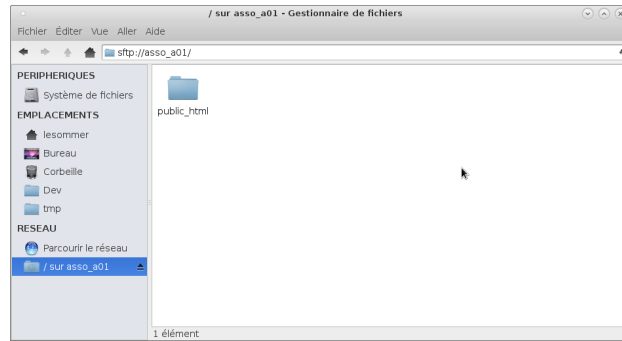 / sur asso_a01 - Gestionnaire de fichiers
Fichier Éditer Vue Aller Aide
sftp://asso_a01/
PERIPHERIQUES
Système de fichiers
EMPLACEMENTS
lesommer
Bureau
Corbeille
Dev
tmp
RESEAU
Parcourir le réseau
/ sur asso_a01
public_html
1 élément